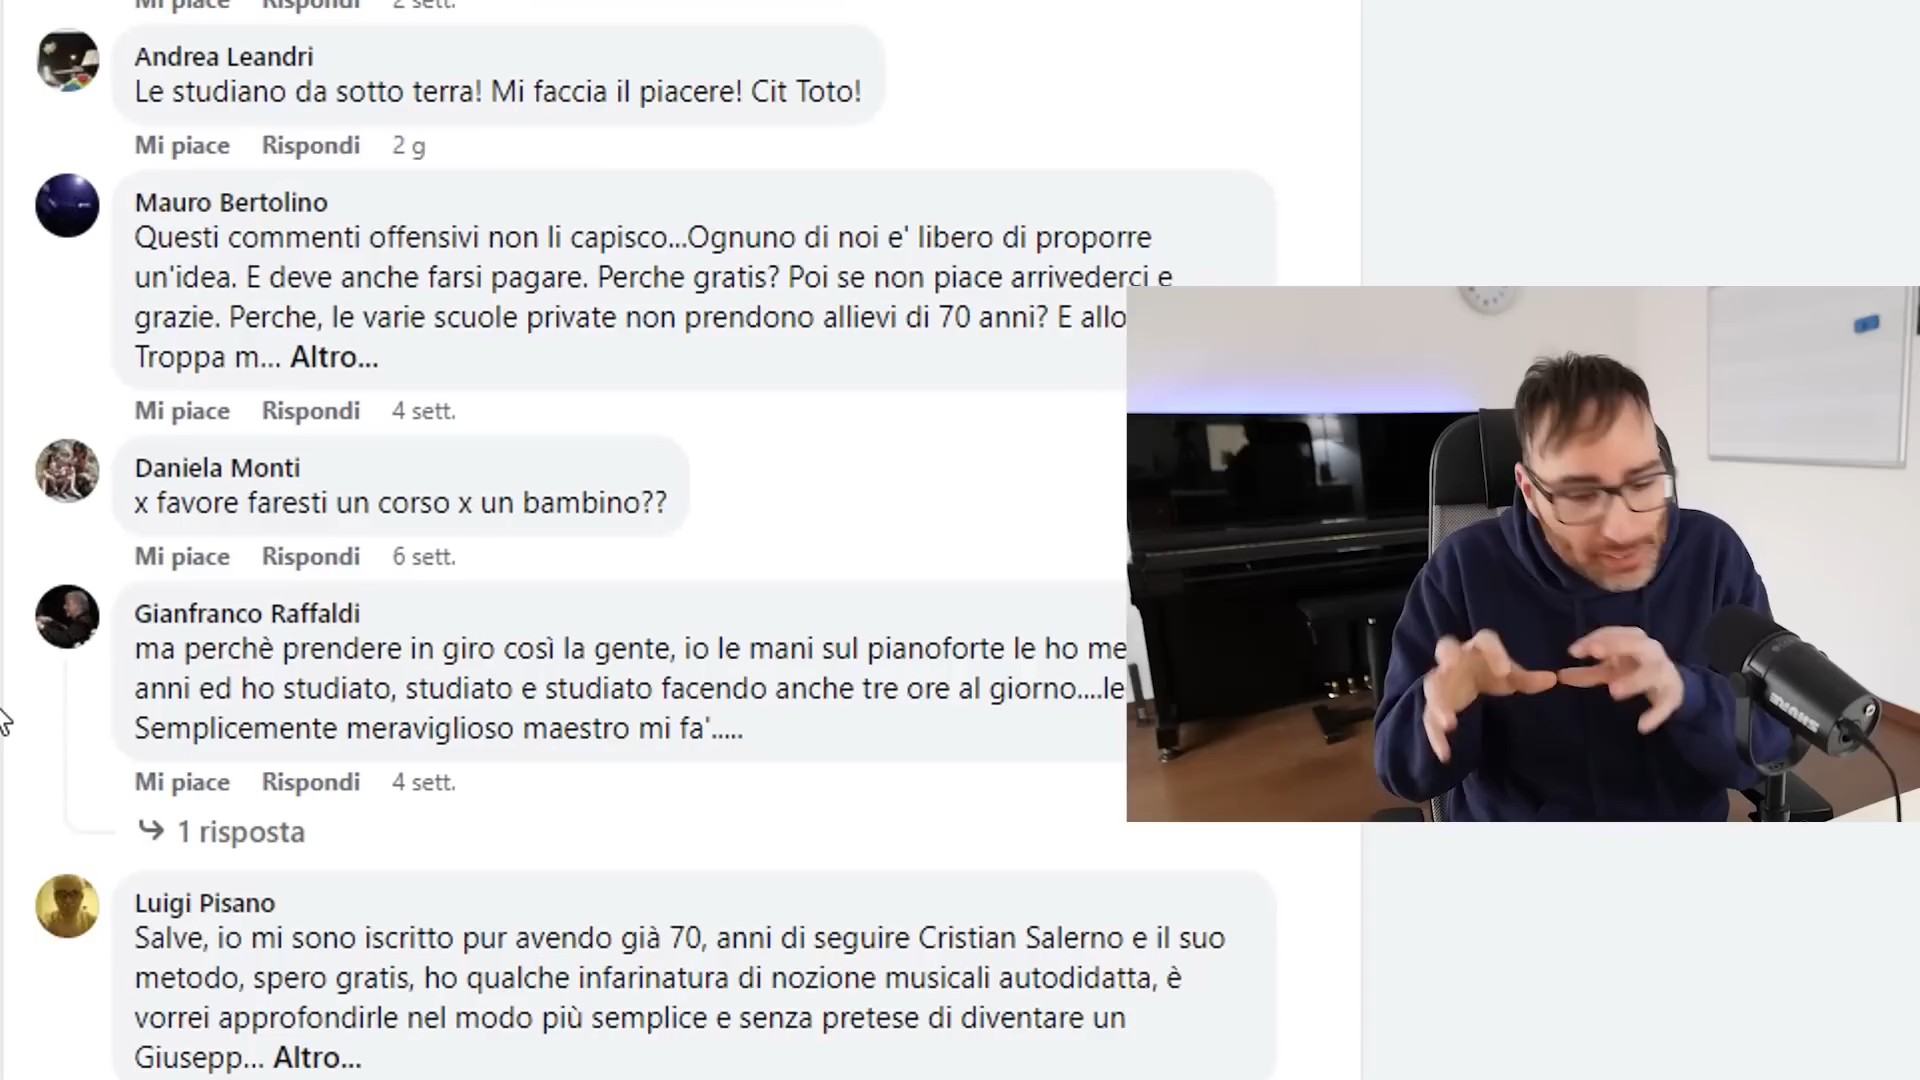 Mi piace Rispondi 2 sett.
Andrea Leandri
Le studiano da sotto terra! Mi faccia il piacere! Cit Toto!
Mi piace Rispondi 2 g
Mauro Bertolino
Questi commenti offensivi non li capisco...Ognuno di noi e' libero di proporre
un'idea. E deve anche farsi pagare. Perche gratis? Poi se non piace arrivederci e
grazie. Perche, le varie scuole private non prendono allievi di 70 anni? E allo
Troppa m... Altro...
Mi piace Rispondi 4 sett.
Daniela Monti
x favore faresti un corso x un bambino??
Mi piace Rispondi 6 sett.
Gianfranco Raffaldi
ma perchè prendere in giro così la gente, io le mani sul pianoforte le ho me
anni ed ho studiato, studiato e studiato facendo anche tre ore al giorno....le
Semplicemente meraviglioso maestro mi fa'.....
Mi piace Rispondi 4 sett.
1 risposta
Luigi Pisano
Salve, io mi sono iscritto pur avendo già 70, anni di seguire Cristian Salerno e il suo
metodo, spero gratis, ho qualche infarinatura di nozione musicali autodidatta, è
vorrei approfondirle nel modo più semplice e senza pretese di diventare un
Giusepp... Altro...
SHURE